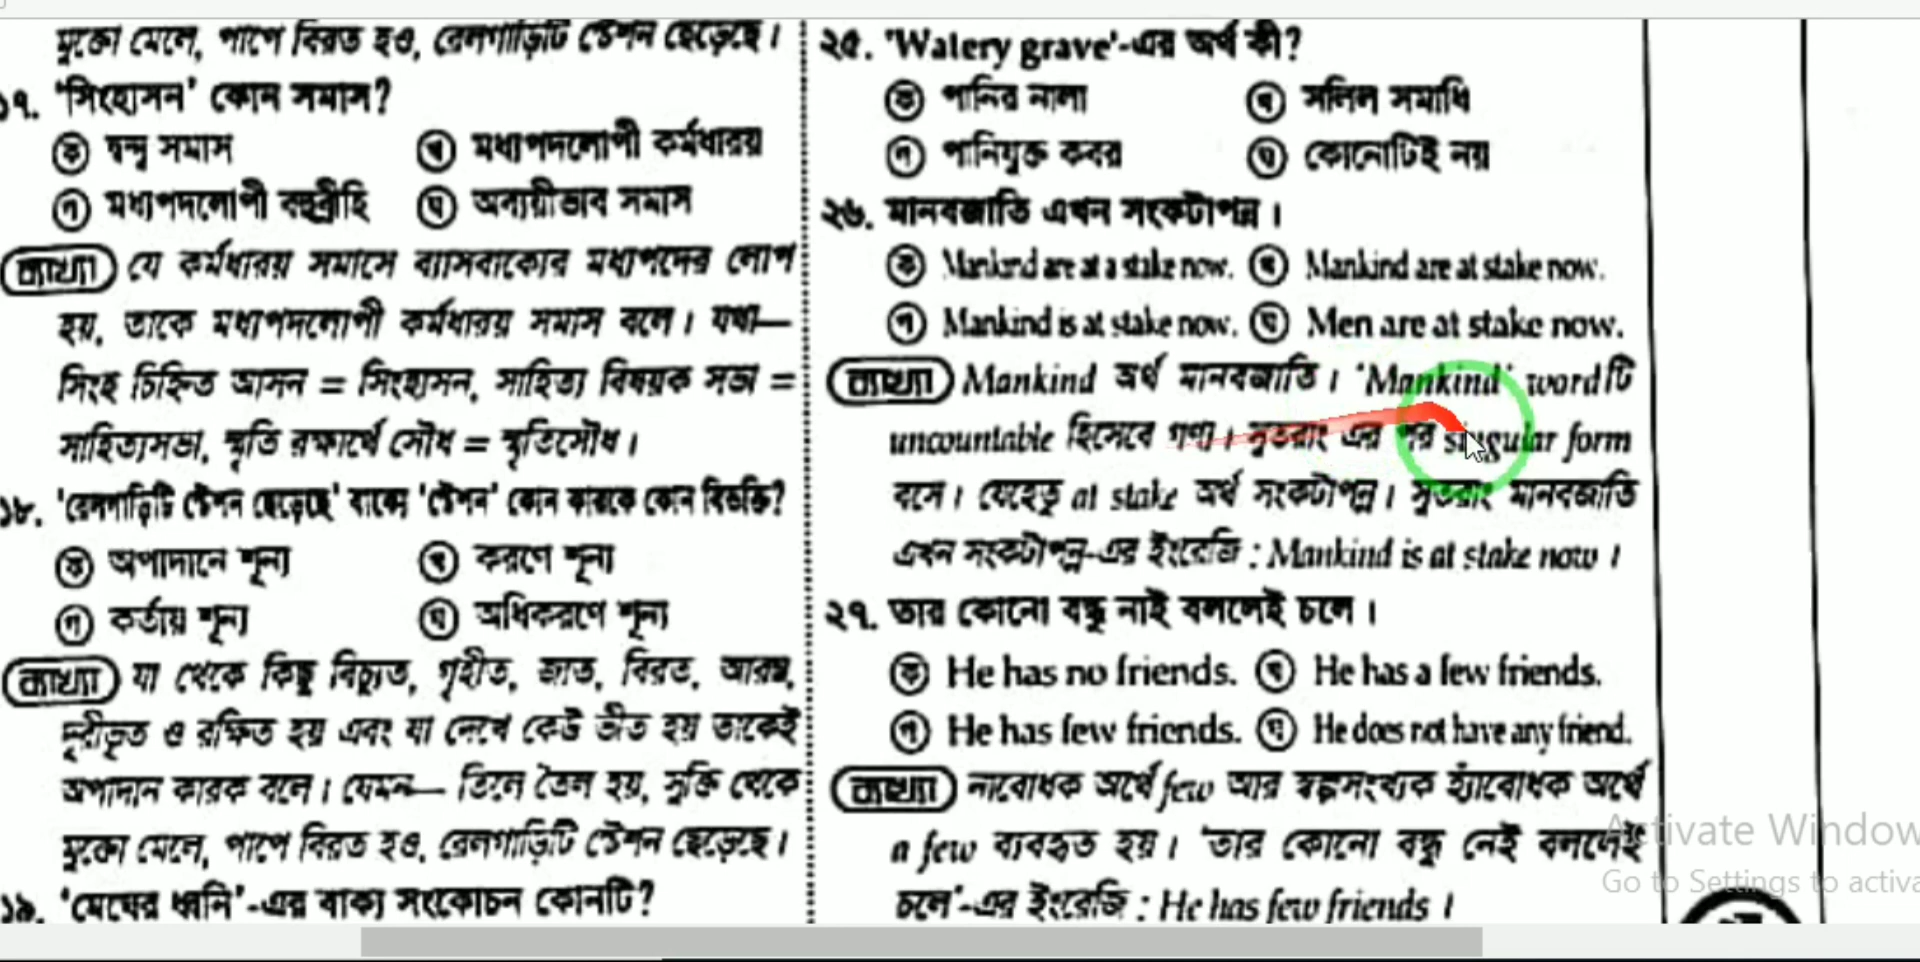 মুক্তো মেলে, পাপে বিরত হও, রেলগাড়িটি স্টেশন ছেড়েছে।
১৭. 'সিংহাসন' কোন সমাস?
ক দ্বন্দ্ব সমাস খ মধ্যপদলোপী কর্মধারয়
গ মধ্যপদলোপী বহুব্রীহি ঘ অব্যয়ীভাব সমাস
ব্যাখ্যা যে কর্মধারয় সমাসে ব্যাসবাক্যের মধ্যপদের লোপ
হয়, তাকে মধ্যপদলোপী কর্মধারয় সমাস বলে। যথা—
সিংহ চিহ্নিত আসন = সিংহাসন, সাহিত্য বিষয়ক সভা =
সাহিত্যসভা, স্মৃতি রক্ষার্থে সৌধ = স্মৃতিসৌধ।
১৮. 'রেলগাড়িটি স্টেশন ছেড়েছে' বাক্যে 'স্টেশন' কোন কারকে কোন বিভক্তি?
ক অপাদানে শূন্য খ করণে শূন্য
গ কর্তায় শূন্য ঘ অধিকরণে শূন্য
ব্যাখ্যা যা থেকে কিছু বিচ্যুত, গৃহীত, জাত, বিরত, আরম্ভ,
দূরীভূত ও রক্ষিত হয় এবং যা দেখে কেউ ভীত হয় তাকেই
অপাদান কারক বলে। যেমন— তিলে তৈল হয়, সুক্তি থেকে
মুক্তো মেলে, পাপে বিরত হও, রেলগাড়িটি স্টেশন ছেড়েছে।
১৯. 'মেঘের ধ্বনি'-এর বাক্য সংকোচন কোনটি?
২৫. 'Watery grave'-এর অর্থ কী?
ক পানির নালা খ সলিল সমাধি
গ পানিযুক্ত কবর ঘ কোনোটিই নয়
২৬. মানবজাতি এখন সংকটাপন্ন।
ক Mankind are at a stake now. খ Mankind are at stake now.
গ Mankind is at stake now. ঘ Men are at stake now.
ব্যাখ্যা Mankind অর্থ মানবজাতি। 'Mankind' wordটি
uncountable হিসেবে গণ্য। সুতরাং এর পর singular form
বসে। যেহেতু at stake অর্থ সংকটাপন্ন। সুতরাং মানবজাতি
এখন সংকটাপন্ন-এর ইংরেজি : Mankind is at stake now।
২৭. তার কোনো বন্ধু নাই বললেই চলে।
ক He has no friends. খ He has a few friends.
গ He has few friends. ঘ He does not have any friend.
ব্যাখ্যা নাবোধক অর্থে few আর স্বল্পসংখ্যক হ্যাঁবোধক অর্থে
a few ব্যবহৃত হয়। 'তার কোনো বন্ধু নেই বললেই
চলে'-এর ইংরেজি : He has few friends।
Activate Window
Go to Settings to activa